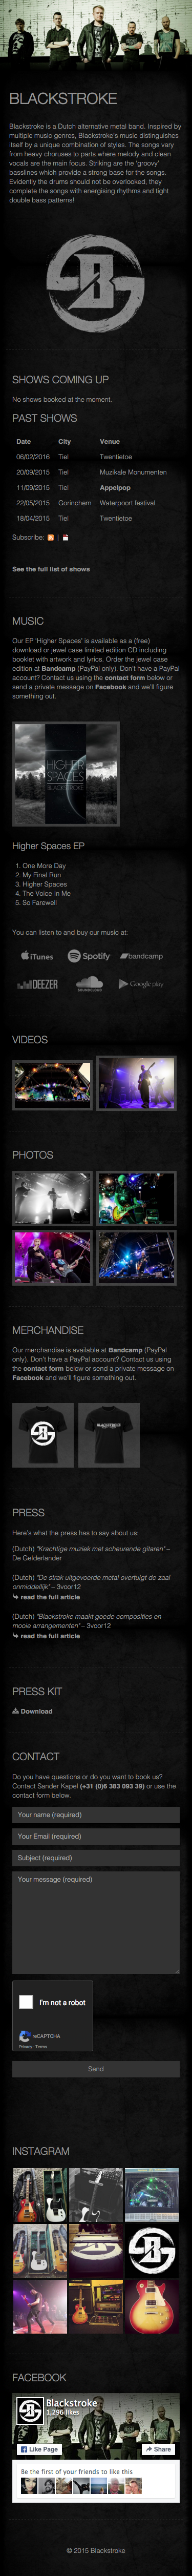 BLACKSTROKE
Blackstroke is a Dutch alternative metal band. Inspired by
multiple music genres, Blackstroke's music distinguishes
itself by a unique combination of styles. The songs vary
from heavy choruses to parts where melody and clean
vocals are the main focus. Striking are the 'groovy'
basslines which provide a strong base for the songs.
Evidently the drums should not be overlooked, they
complete the songs with energising rhythms and tight
double bass patterns!
SHOWS COMING UP
No shows booked at the moment.
PAST SHOWS
Date City Venue
06/02/2016 Tiel Twentietoe
20/09/2015 Tiel Muzikale Monumenten
11/09/2015 Tiel Appelpop
22/05/2015 Gorinchem Waterpoort festival
18/04/2015 Tiel Twentietoe
Subscribe: |
See the full list of shows
MUSIC
Our EP 'Higher Spaces' is available as a (free)
download or jewel case limited edition CD including
booklet with artwork and lyrics. Order the jewel case
edition at Bandcamp (PayPal only). Don't have a PayPal
account? Contact us using the contact form below or
send a private message on Facebook and we'll figure
something out.
HIGHER
SPACES
BLACKSTROKE
Higher Spaces EP
1. One More Day
2. My Final Run
3. Higher Spaces
4. The Voice In Me
5. So Farewell
You can listen to and buy our music at:
iTunes Spotify bandcamp
DEEZER SOUNDCLOUD Google play
VIDEOS
PHOTOS
MERCHANDISE
Our merchandise is available at Bandcamp (PayPal
only). Don't have a PayPal account? Contact us using
the contact form below or send a private message on
Facebook and we'll figure something out.
BLACKSTROKE
PRESS
Here's what the press has to say about us:
(Dutch) "Krachtige muziek met scheurende gitaren" –
De Gelderlander
(Dutch) "De strak uitgevoerde metal overtuigt de zaal
onmiddellijk" – 3voor12
read the full article
(Dutch) "Blackstroke maakt goede composities en
mooie arrangementen" – 3voor12
read the full article
PRESS KIT
Download
CONTACT
Do you have questions or do you want to book us?
Contact Sander Kapel (+31 (0)6 383 093 39) or use the
contact form below.
Your name (required)
Your Email (required)
Subject (required)
Your message (required)
I'm not a robot
reCAPTCHA
Privacy - Terms
Send
INSTAGRAM
FACEBOOK
Blackstroke
1,296 likes
Like Page Share
Be the first of your friends to like this
© 2015 Blackstroke